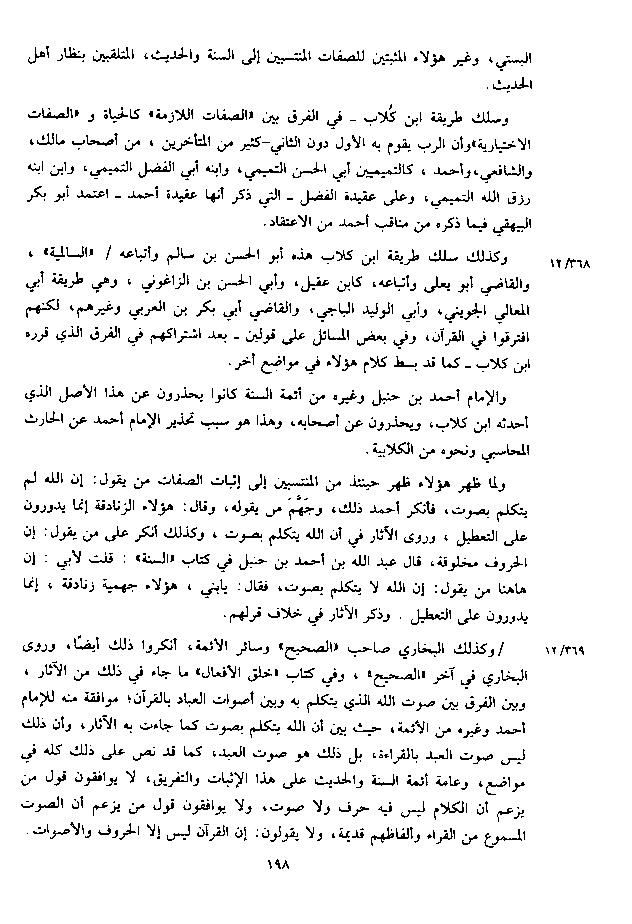 البستي، وغير هؤلاء المثبتين للصفات المنتسبين إلى السنة والحديث، المتلقبين بنظار أهل
الحديث.
وسلك طريقة ابن كُلاب ـ في الفرق بين «الصفات اللازمة» كالحياة و «الصفات
الاختيارية» وأن الرب يقوم به الأول دون الثاني-كثير من المتأخرين ، من أصحاب مالك،
والشافعي،وأحمد ، كالتميميين أبي الحسن التميمي، وابنه أبي الفضل التميمي، وابن ابنه
رزق الله التميمي، وعلى عقيدة الفضل ـ التي ذكر أنها عقيدة أحمد ـ اعتمد أبو بكر
البيهقي فيما ذكره من مناقب أحمد من الاعتقاد.
وكذلك سلك طريقة ابن كلاب هذه أبو الحسن بن سالم وأتباعه / «السالمية» ، ١٢/٣٦٨
والقاضي أبو يعلى وأتباعه، كابن عقيل، وأبي الحسن بن الزاغوني ، وهي طريقة أبي
المعالي الجويني، وأبي الوليد الباجي، والقاضي أبي بكر بن العربي وغيرهم، لكنهم
افترقوا في القرآن، وفي بعض المسائل على قولين ـ بعد اشتراكهم في الفرق الذي قرره
ابن كلاب ـ كما قد بسط كلام هؤلاء في مواضع أخر.
والإمام أحمد بن حنبل وغيره من أئمة السنة كانوا يحذرون عن هذا الأصل الذي
أحدثه ابن كلاب، ويحذرون عن أصحابه، وهذا هو سبب تحذير الإمام أحمد عن الحارث
المحاسبي ونحوه من الكلابية.
ولما ظهر هؤلاء ظهر حينئذ من المنتسبين إلى إثبات الصفات من يقول: إن الله لم
يتكلم بصوت، فأنكر أحمد ذلك، وجَهَّمَ من يقوله، وقال: هؤلاء الزنادقة إنما يدورون
على التعطيل ، وروى الآثار في أن الله يتكلم بصوت ، وكذلك أنكر على من يقول: إن
الحروف مخلوقة، قال عبد الله بن أحمد بن حنبل في كتاب «السنة» : قلت لأبي : إن
هاهنا من يقول: إن الله لا يتكلم بصوت، فقال: يابني ، هؤلاء جهمية زنادقة ، إنما
يدورون على التعطيل . وذكر الآثار في خلاف قولهم.
/ وكذلك البخاري صاحب «الصحيح» وسائر الأئمة، أنكروا ذلك أيضًا، وروى ١٢/٣٦٩
البخاري في آخر «الصحيح» ، وفي كتاب «خلق الأفعال» ما جاء في ذلك من الآثار ،
وبين الفرق بين صوت الله الذي يتكلم به وبين أصوات العباد بالقرآن؛ موافقة منه للإمام
أحمد وغيره من الأئمة، حيث بين أن الله يتكلم بصوت كما جاءت به الآثار، وأن ذلك
ليس صوت العبد بالقراءة، بل ذلك هو صوت العبد، كما قد نص على ذلك كله في
مواضع، وعامة أئمة السنة والحديث على هذا الإثبات والتفريق، لا يوافقون قول من
يزعم أن الكلام ليس فيه حرف ولا صوت، ولا يوافقون قول من يزعم أن الصوت
المسموع من القراء وألفاظهم قديمة، ولا يقولون: إن القرآن ليس إلا الحروف والأصوات.
١٩٨